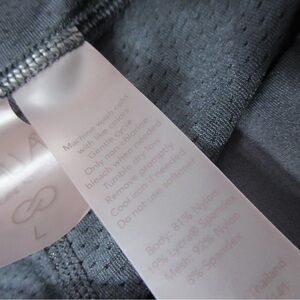 L
Machine wash cold
with like colors
Gentle cycle
Only non-chlorine
bleach when needed
Tumble dry low
Remove promptly
Cool iron if needed
Do not use softener
Body: 81% Nylon
19% Lycra® Spandex
Mesh: 92% Nylon
8% Spandex
Thailand